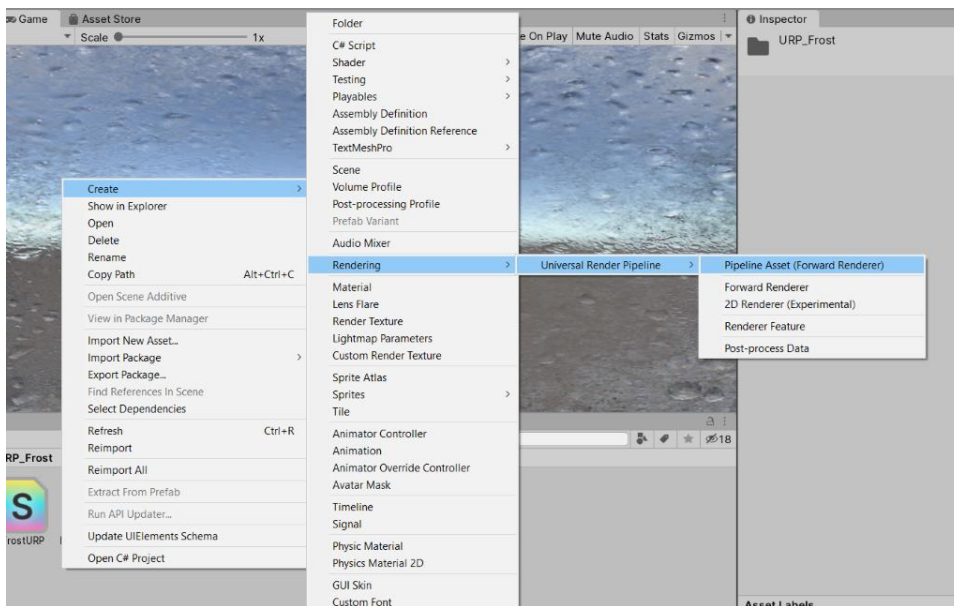 Game
Asset Store
Scale
1x
e On Play
Mute Audio
Stats
Gizmos
Inspector
URP_Frost
Create
Show in Explorer
Open
Delete
Rename
Copy Path Alt+Ctrl+C
Open Scene Additive
View in Package Manager
Import New Asset...
Import Package
Export Package...
Find References In Scene
Select Dependencies
Refresh Ctrl+R
Reimport
Reimport All
Extract From Prefab
Run API Updater...
Update UIElements Schema
Open C# Project
Folder
C# Script
Shader
Testing
Playables
Assembly Definition
Assembly Definition Reference
TextMeshPro
Scene
Volume Profile
Post-processing Profile
Prefab Variant
Audio Mixer
Rendering
Material
Lens Flare
Render Texture
Lightmap Parameters
Custom Render Texture
Sprite Atlas
Sprites
Tile
Animator Controller
Animation
Animator Override Controller
Avatar Mask
Timeline
Signal
Physic Material
Physics Material 2D
GUI Skin
Custom Font
Universal Render Pipeline
Pipeline Asset (Forward Renderer)
Forward Renderer
2D Renderer (Experimental)
Renderer Feature
Post-process Data
18
RP_Frost
S
rostURP
Asset Labels